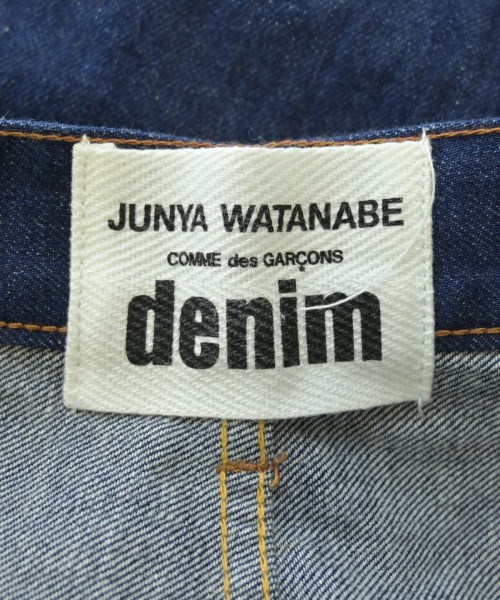 JUNYA WATANABE
COMME des GARÇONS
denim